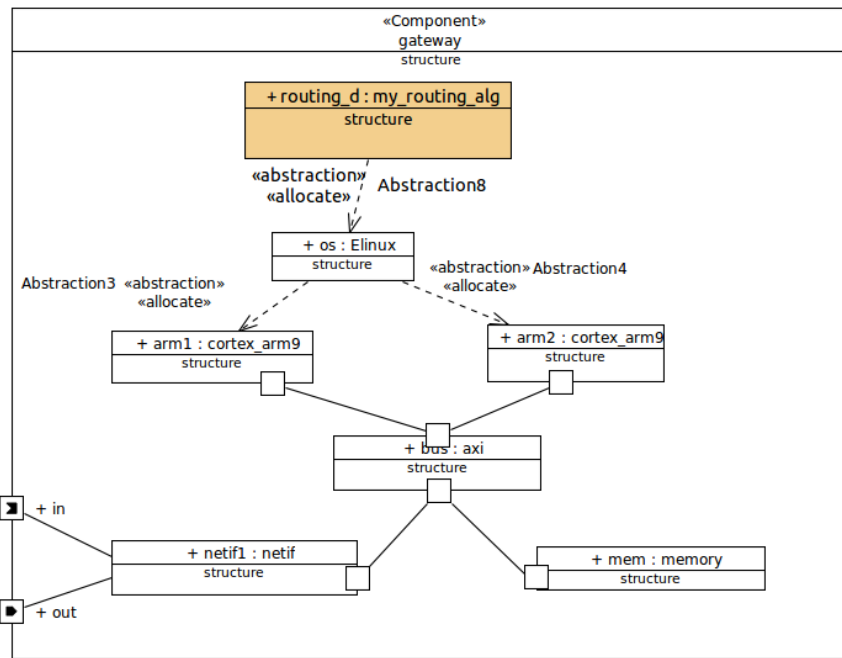 «Component»
gateway
structure
+ routing_d : my_routing_alg
structure
«abstraction»
«allocate»
Abstraction8
+ os : Elinux
structure
Abstraction3 «abstraction»
«allocate»
«abstraction» Abstraction4
«allocate»
+ arm1 : cortex_arm9
structure
+ arm2 : cortex_arm9
structure
+ bus : axi
structure
+ in
+ netif1 : netif
structure
+ mem : memory
structure
+ out